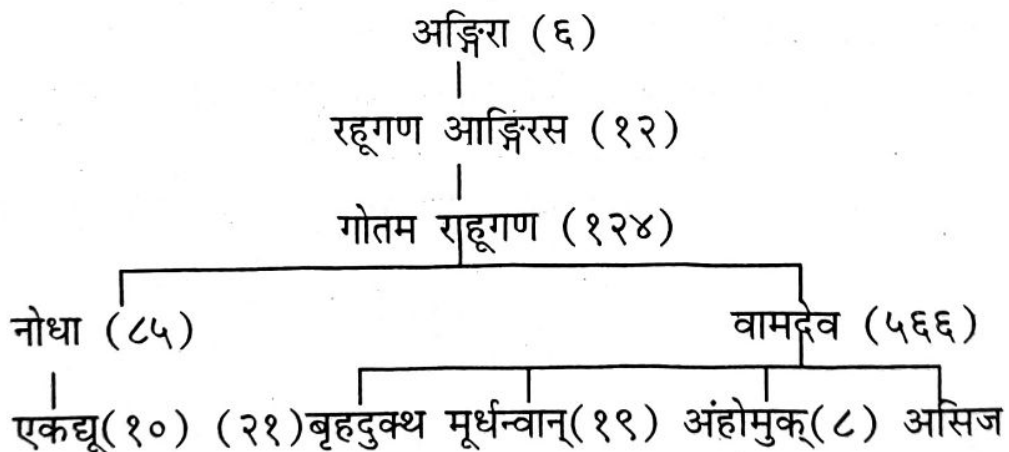 अङ्गिरा (६)
रहूगण आङ्गिरस (१२)
गोतम राहूगण (१२४)
नोधा (८५) वामदेव (५६६)
एकद्यू(१०) (२१)बृहदुक्थ मूर्धन्वान्(१९) अंहोमुक्(८) असिज